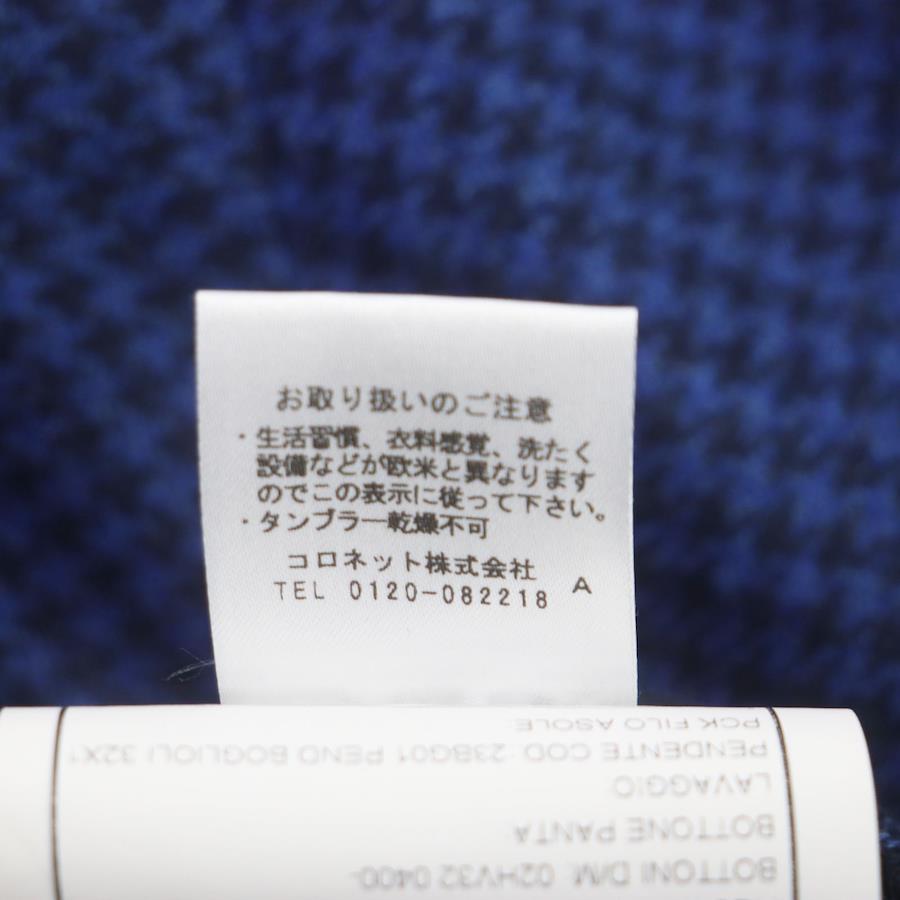 お取り扱いのご注意
・生活習慣、衣料感覚、洗たく
設備などが欧米と異なります
のでこの表示に従って下さい。
・タンブラー乾燥不可
コロネット株式会社
TEL 0120-082218 A
PCK FILO ASOLE:
PENDENTE COD :23BG01 PEND BOGLIOLI 32X1
LAVAGGIO:
BOTTONE PANTA
BOTTONI D/M: 02HV32 0400-